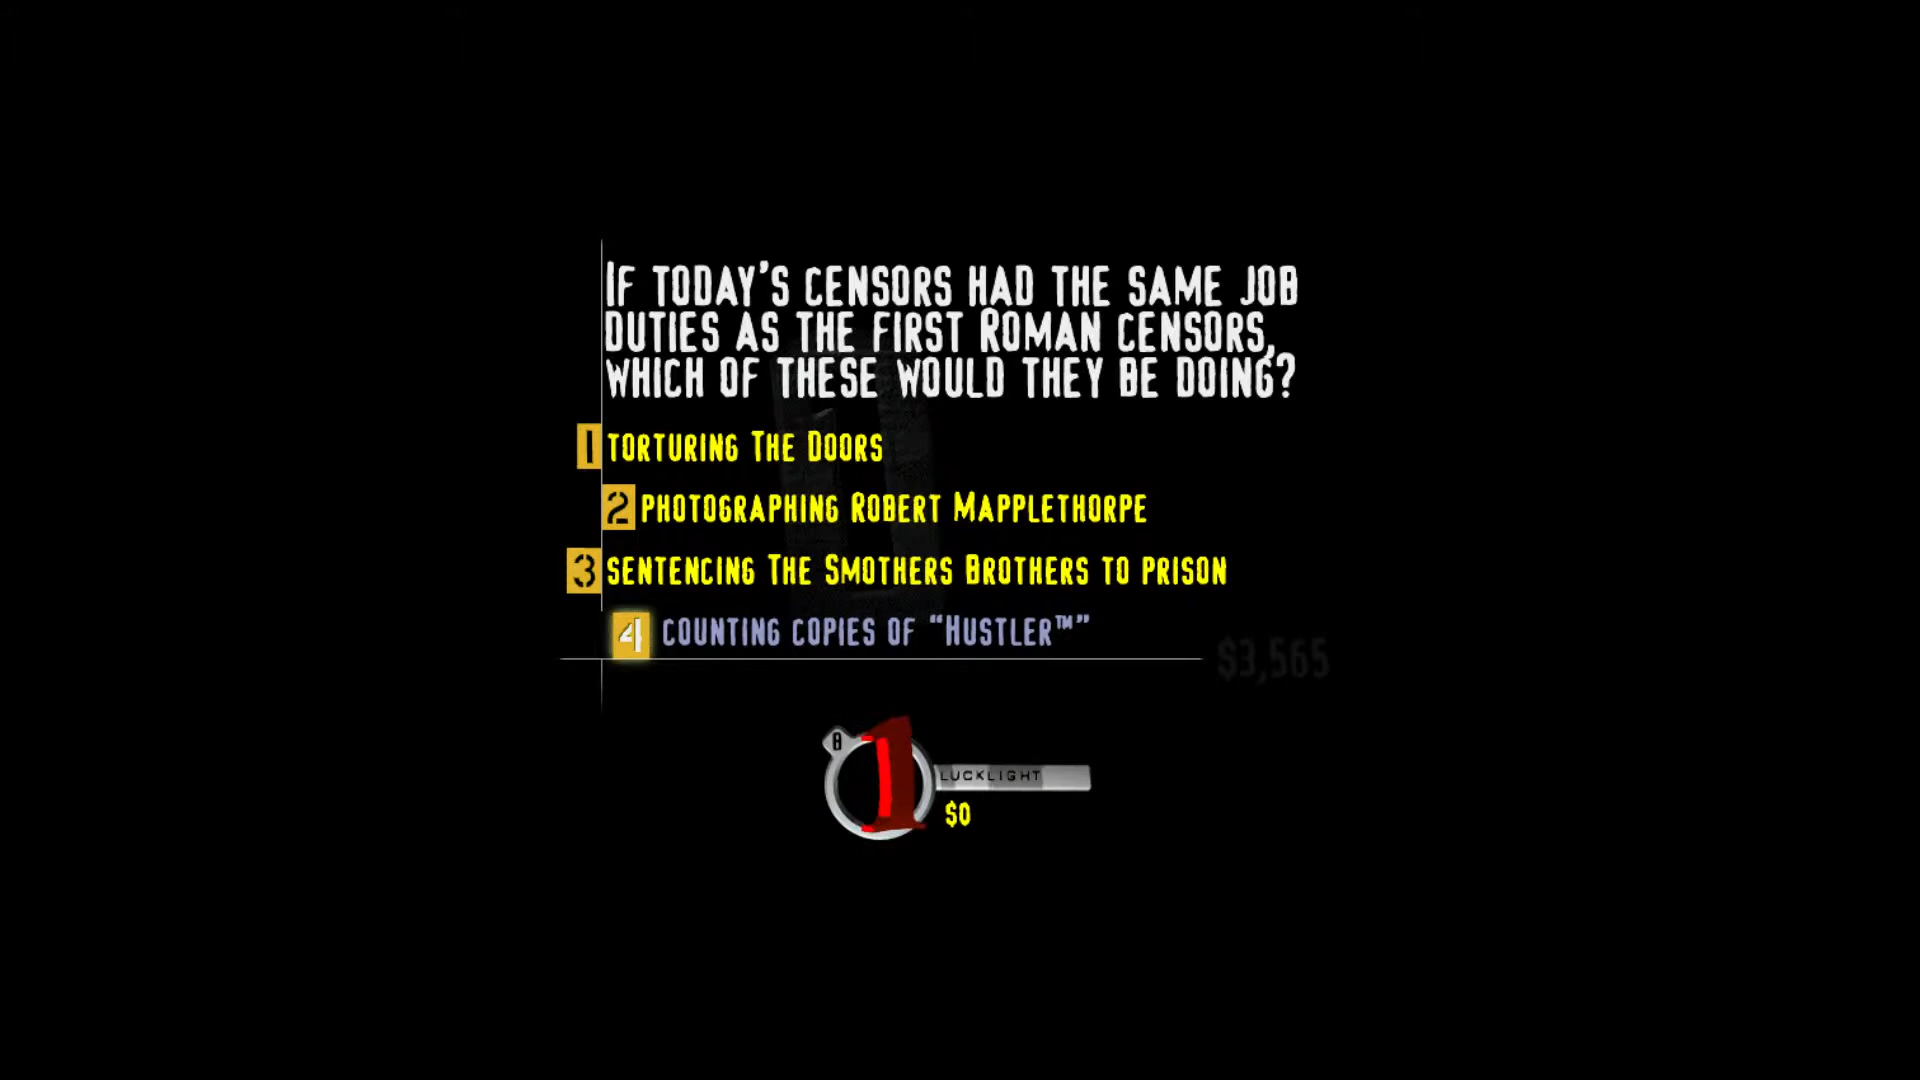 If today's censors had the same job
duties as the first Roman censors,
which of these would they be doing?
1 torturing The Doors
2 photographing Robert Mapplethorpe
3 sentencing The Smothers Brothers to prison
4 counting copies of “Hustler™”
$3,565
8
1
LUCKLIGHT
$0